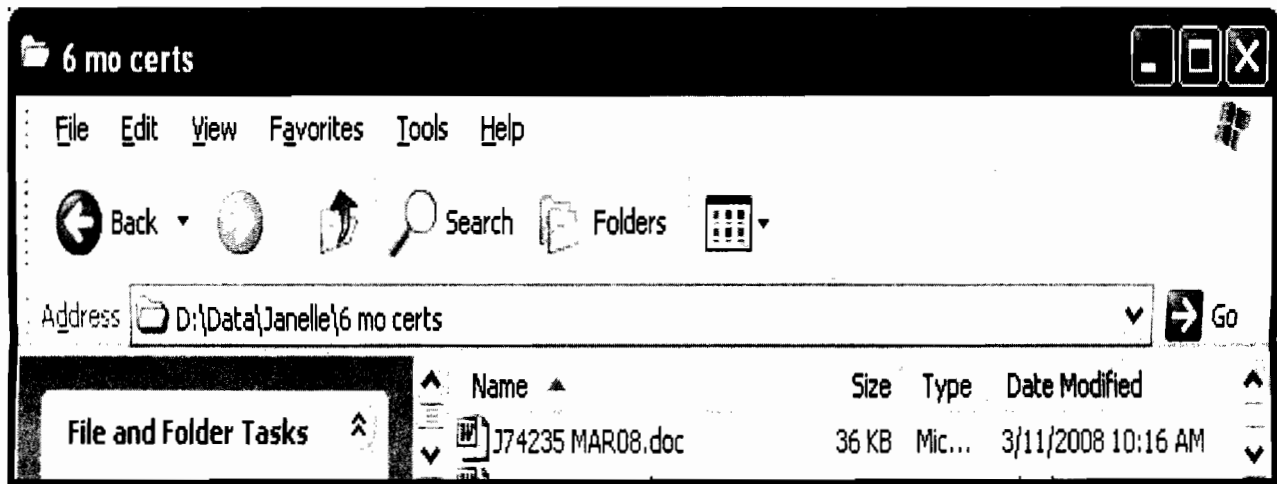 6 mo certs
File Edit View Favorites Tools Help
Back Search Folders
Address D:\Data\Janelle\6 mo certs Go
Name Size Type Date Modified
File and Folder Tasks
J74235 MAR08.doc 36 KB Mic... 3/11/2008 10:16 AM